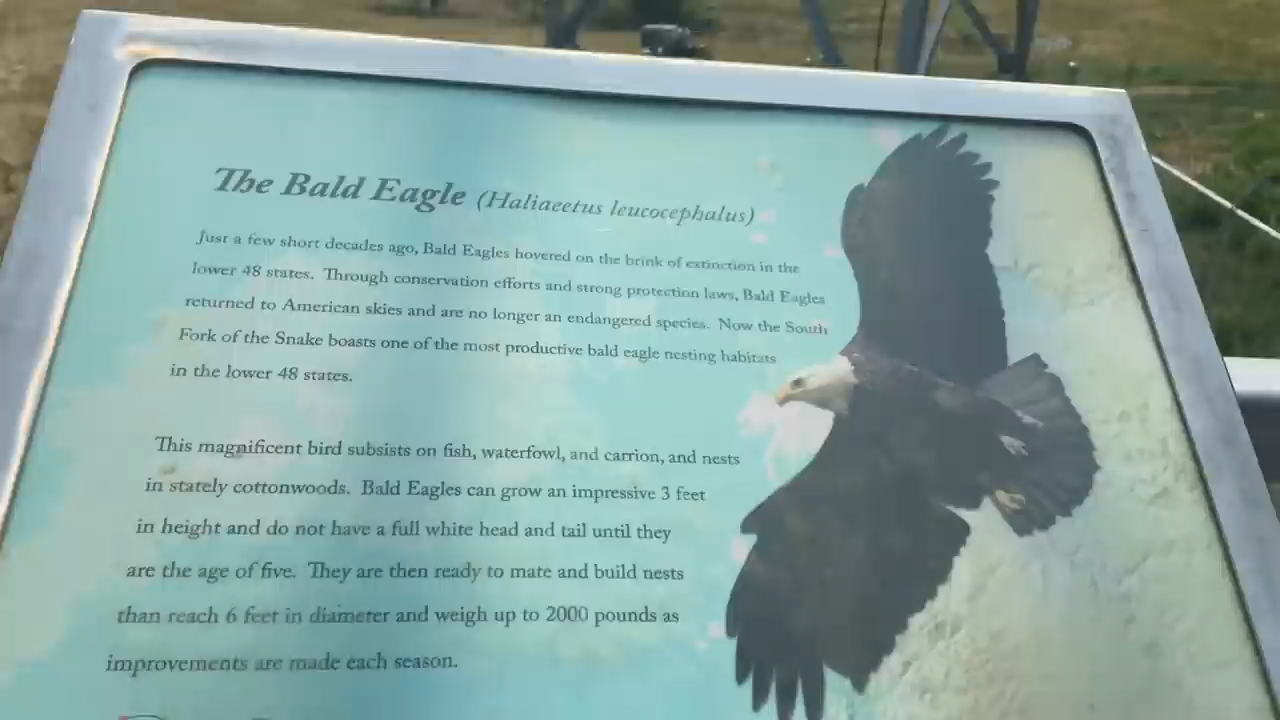 The Bald Eagle (Haliaeetus leucocephalus)
Just a few short decades ago, Bald Eagles hovered on the brink of extinction in the
lower 48 states. Through conservation efforts and strong protection laws, Bald Eagles
returned to American skies and are no longer an endangered species. Now the South
Fork of the Snake boasts one of the most productive bald eagle nesting habitats
in the lower 48 states.
This magnificent bird subsists on fish, waterfowl, and carrion, and nests
in stately cottonwoods. Bald Eagles can grow an impressive 3 feet
in height and do not have a full white head and tail until they
are the age of five. They are then ready to mate and build nests
than reach 6 feet in diameter and weigh up to 2000 pounds as
improvements are made each season.